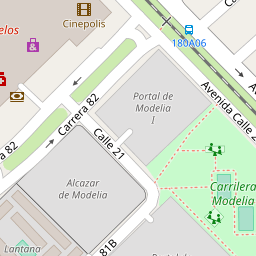 Cinepolis
elos
180A06
Avenida Calle 2
Portal de
Modelia
I
Carrera 82
Calle 21
a 82
Alcazar
de Modelia
Carrilera
Modelia
Lantana
81B